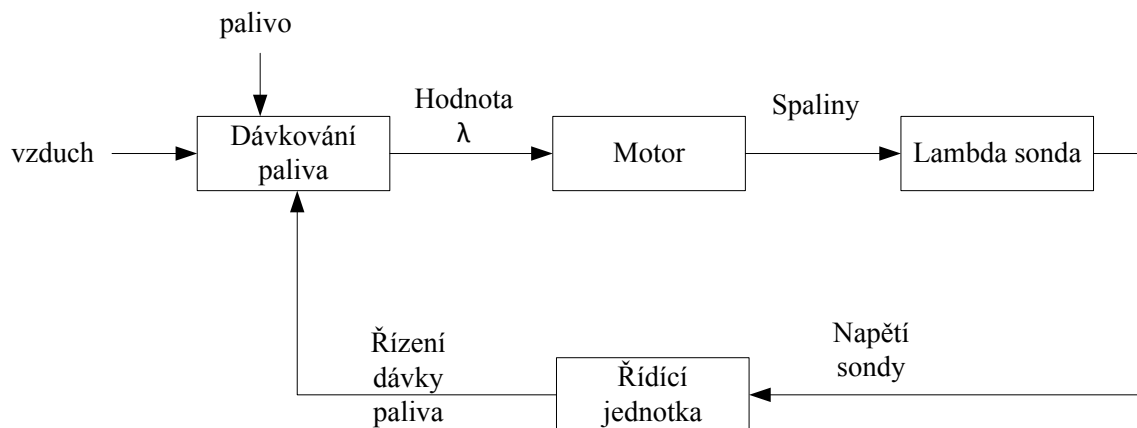 palivo
vzduch
Dávkování
paliva
Hodnota
λ
Motor
Spaliny
Lambda sonda
Řízení
dávky
paliva
Řídící
jednotka
Napětí
sondy